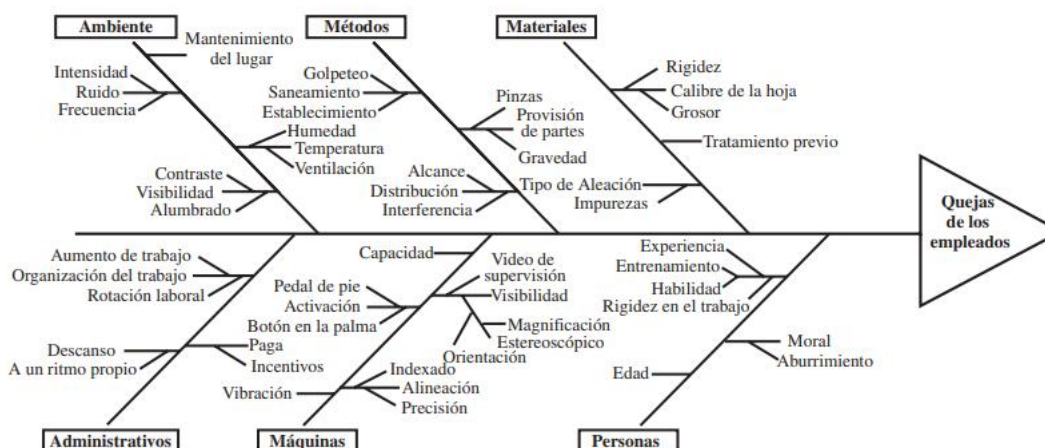 Ambiente
Métodos
Materiales
Mantenimiento
del lugar
Intensidad
Ruido
Frecuencia
Humedad
Temperatura
Ventilación
Contraste
Visibilidad
Alumbrado
Golpeteo
Saneamiento
Establecimiento
Pinzas
Provisión
de partes
Gravedad
Alcance
Distribución
Interferencia
Rigidez
Calibre de la hoja
Grosor
Tratamiento previo
Tipo de Aleación
Impurezas
Quejas
de los
empleados
Aumento de trabajo
Organización del trabajo
Rotación laboral
Descanso
A un ritmo propio
Paga
Incentivos
Capacidad
Pedal de pie
Activación
Botón en la palma
Video de
supervisión
Visibilidad
Magnificación
Estereoscópico
Orientación
Vibración
Indexado
Alineación
Precisión
Experiencia
Entrenamiento
Habilidad
Rigidez en el trabajo
Moral
Aburrimiento
Edad
Administrativos
Máquinas
Personas